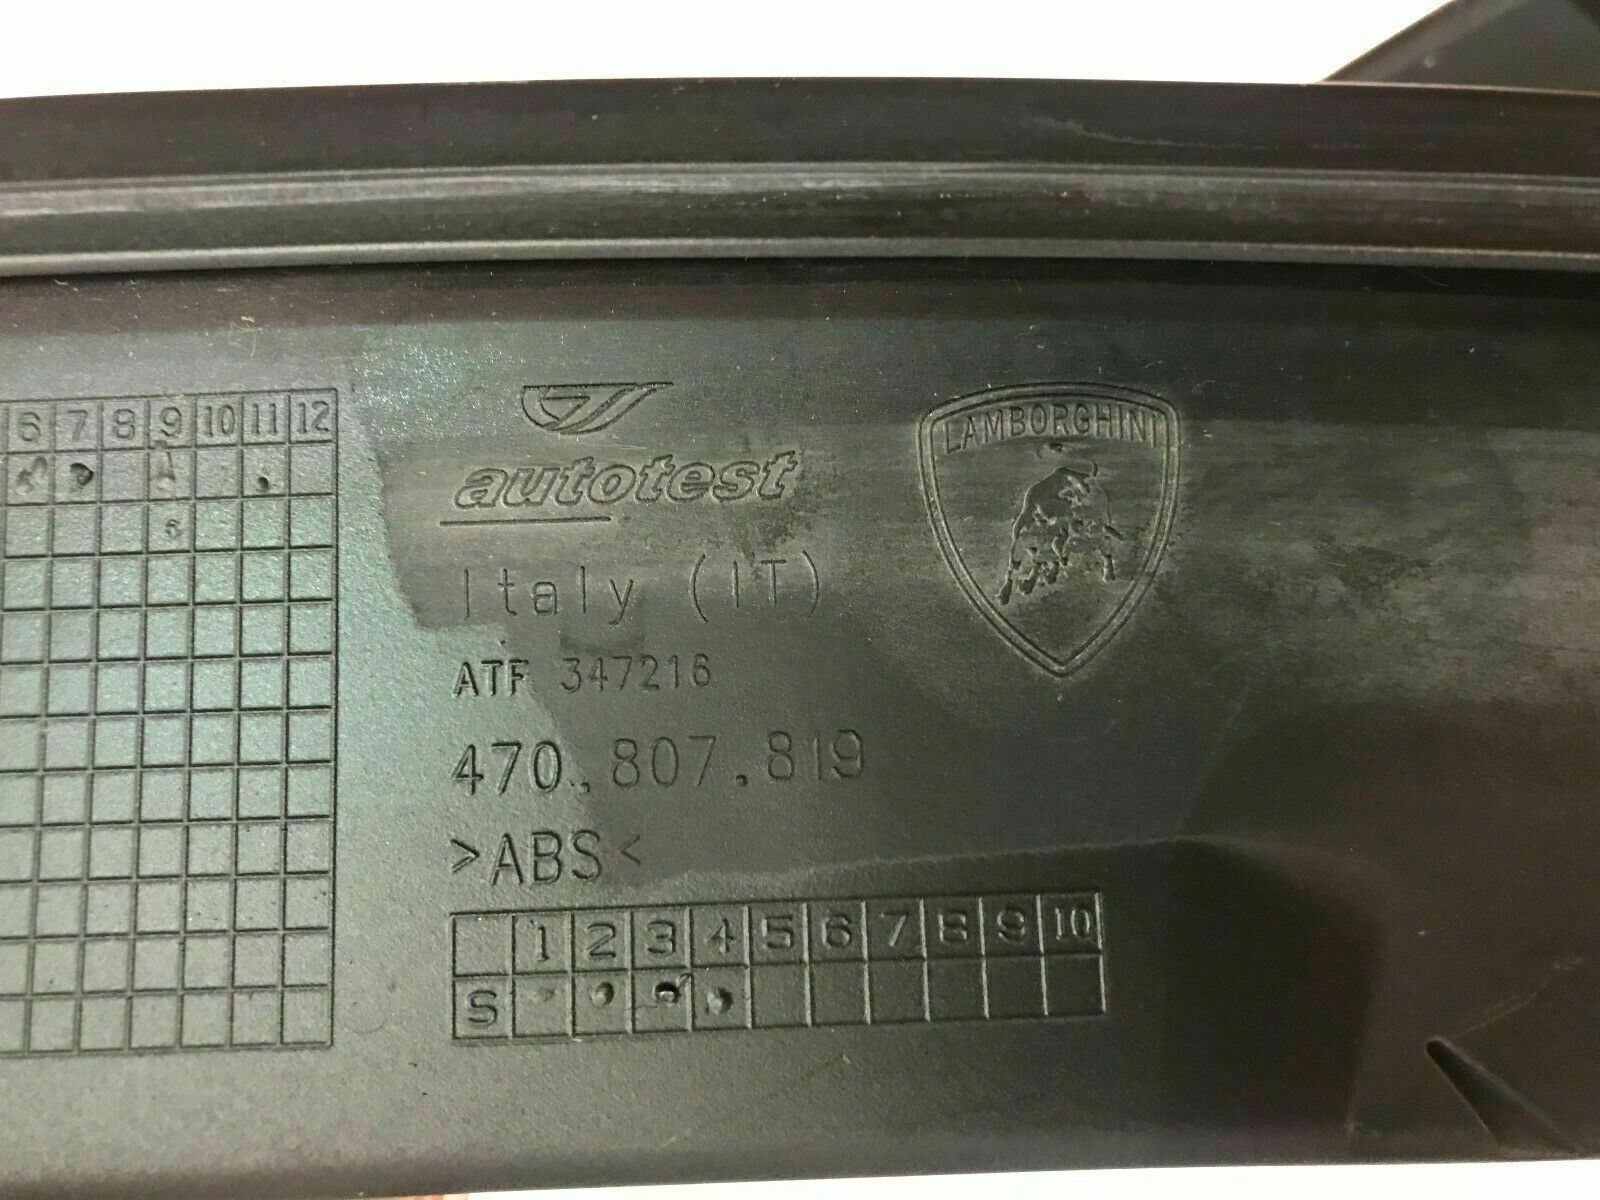 6 7 8 9 10 11 12
autotest
LAMBORGHINI
Italy (IT)
ATF 347216
470.807.819
>ABS<
1 2 3 4 5 6 7 8 9 10
S